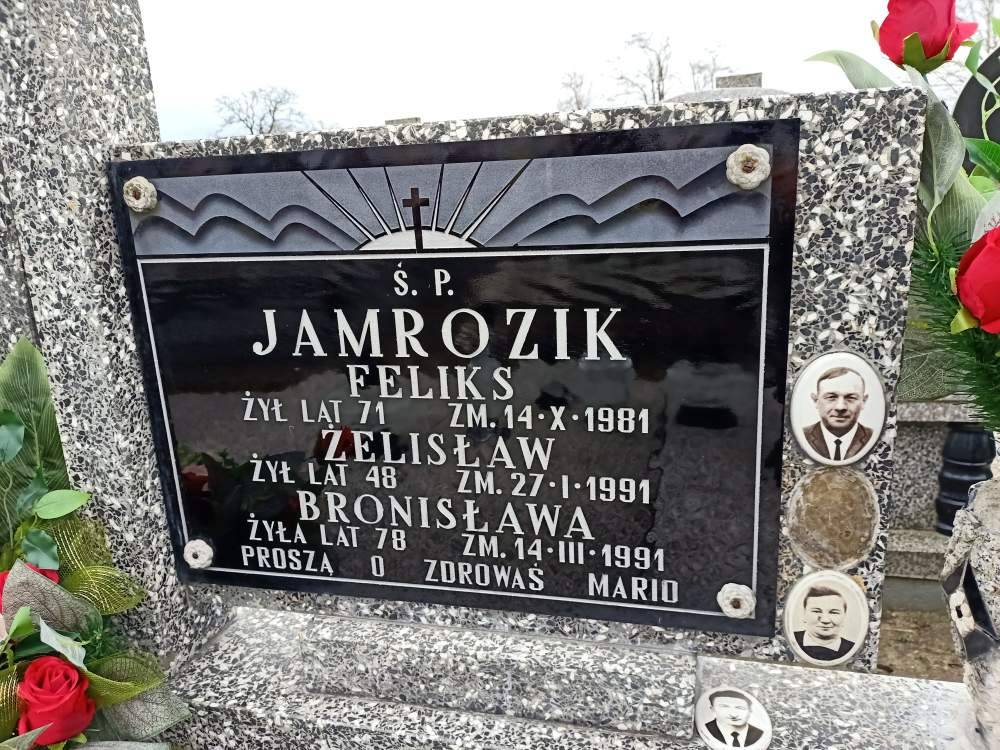 Ś. P.
JAMROZIK
FELIKS
ŻYŁ LAT 71 ZM. 14·X·1981
ŻELISŁAW
ŻYŁ LAT 48 ZM. 27·I·1991
BRONISŁAWA
ŻYŁA LAT 78 ZM. 14·III·1991
PROSZĄ O ZDROWAŚ MARIO